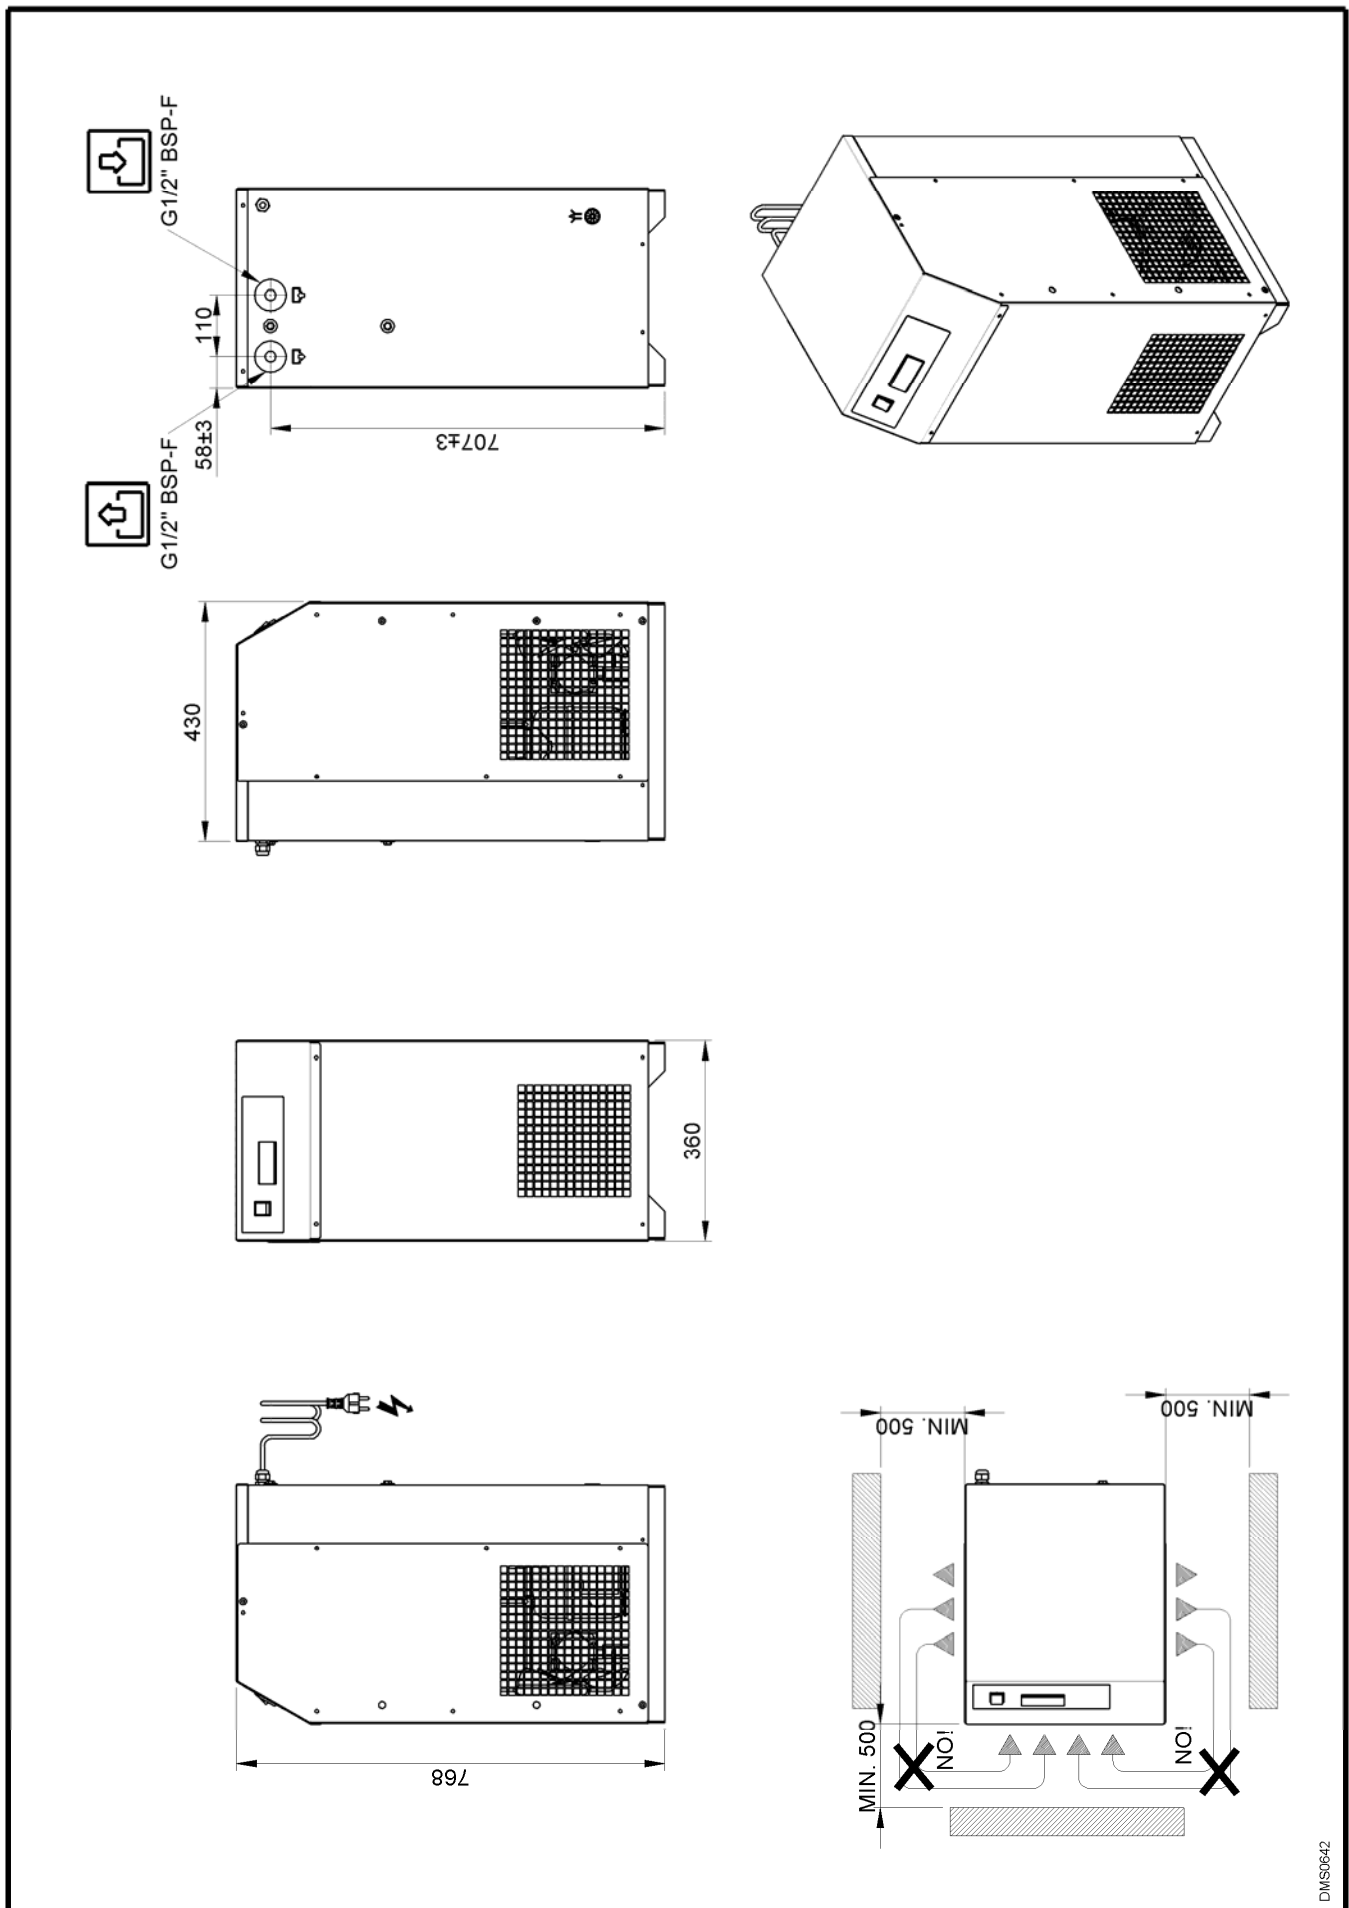 G1/2" BSP-F
110
58±3
707±3
G1/2" BSP-F
430
360
768
MIN. 500
MIN. 500
MIN. 500
NO!
NO!
DMS0642